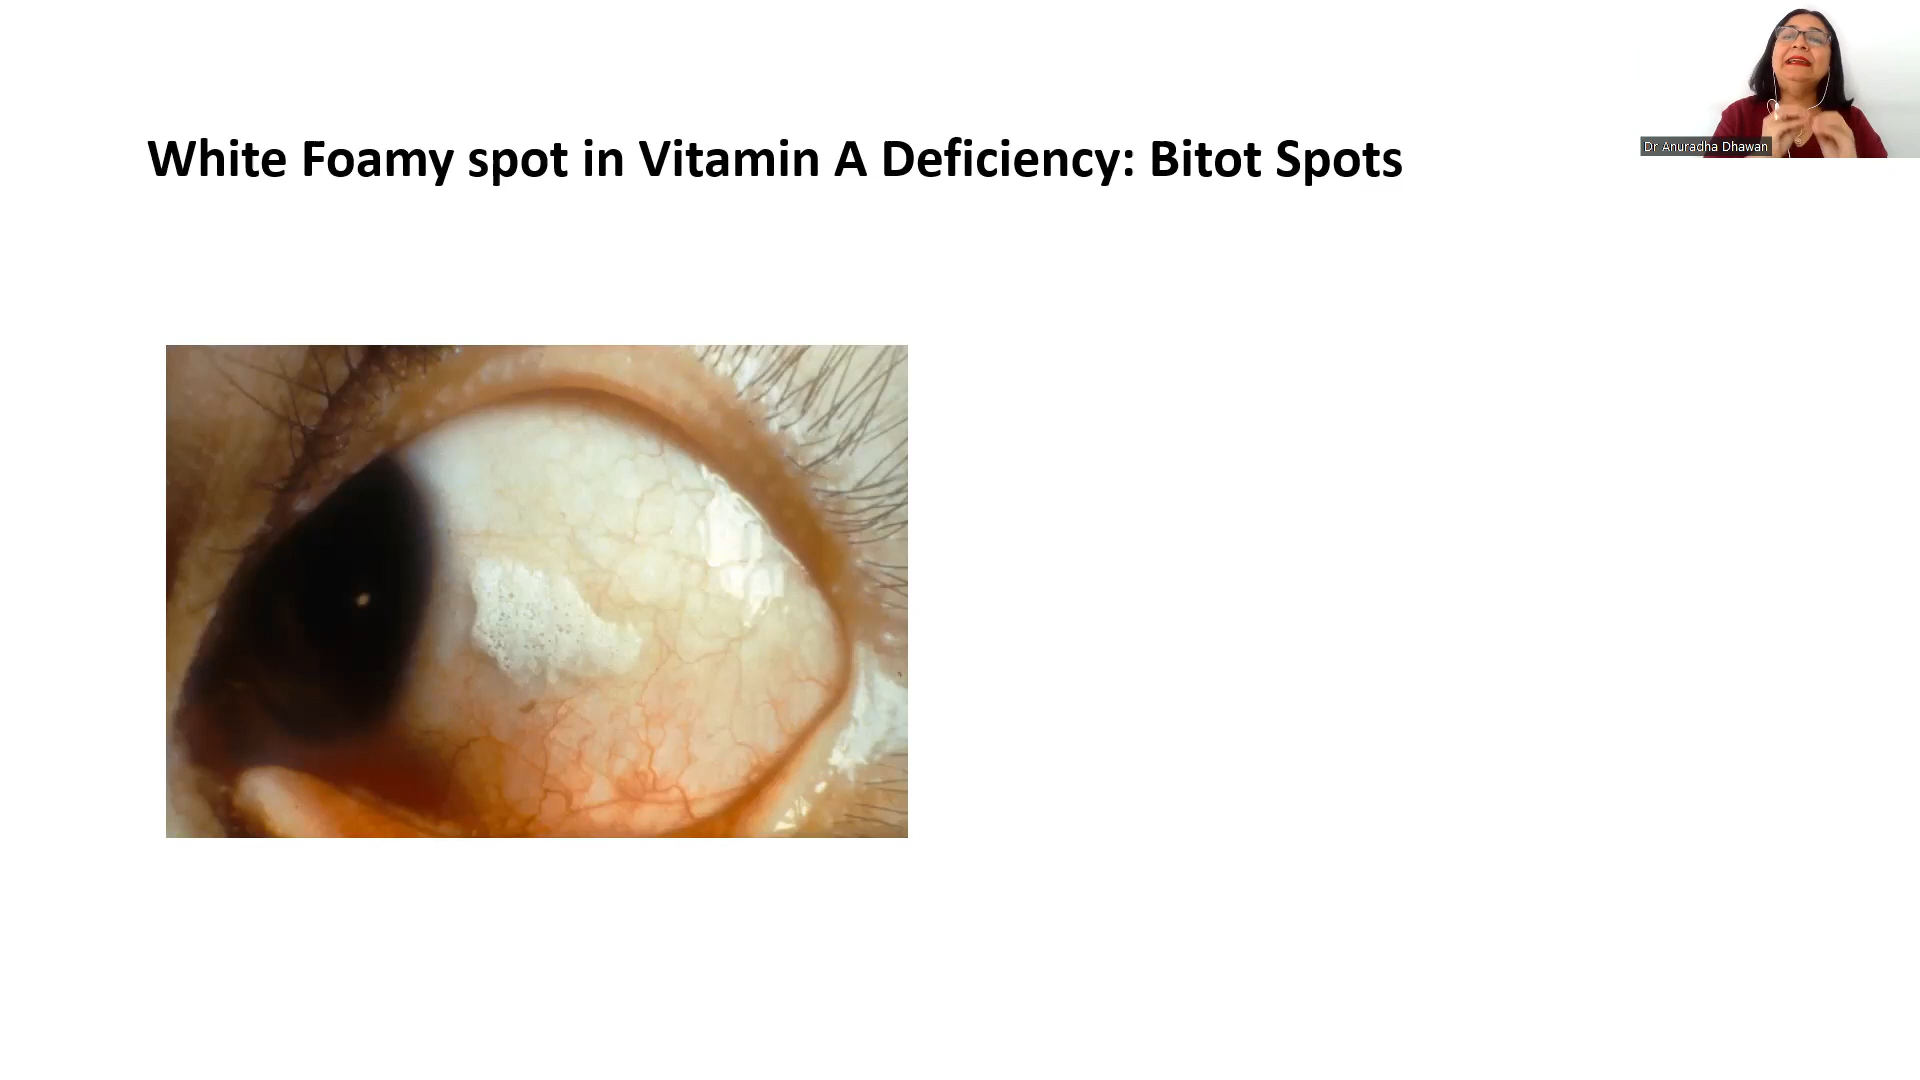 White Foamy spot in Vitamin A Deficiency: Bitot Spots
Dr Anuradha Dhawan